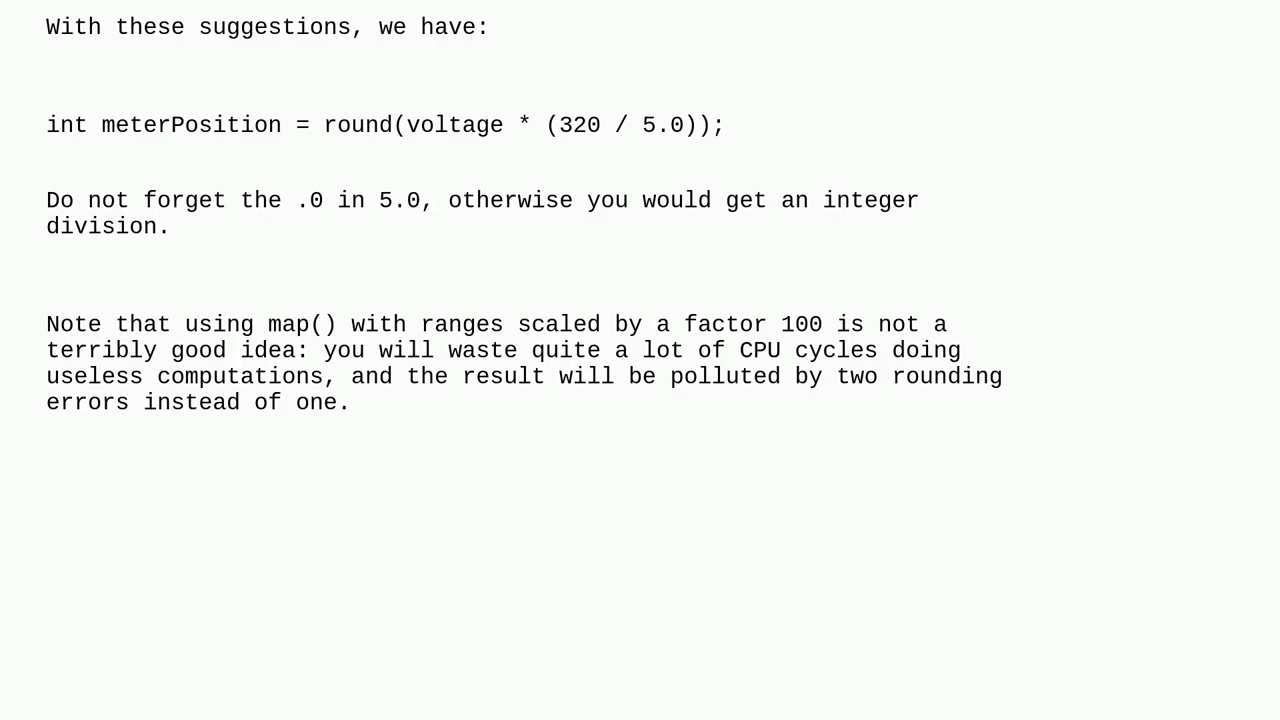 With these suggestions, we have:
int meterPosition = round(voltage * (320 / 5.0));
Do not forget the .0 in 5.0, otherwise you would get an integer
division.
Note that using map() with ranges scaled by a factor 100 is not a
terribly good idea: you will waste quite a lot of CPU cycles doing
useless computations, and the result will be polluted by two rounding
errors instead of one.